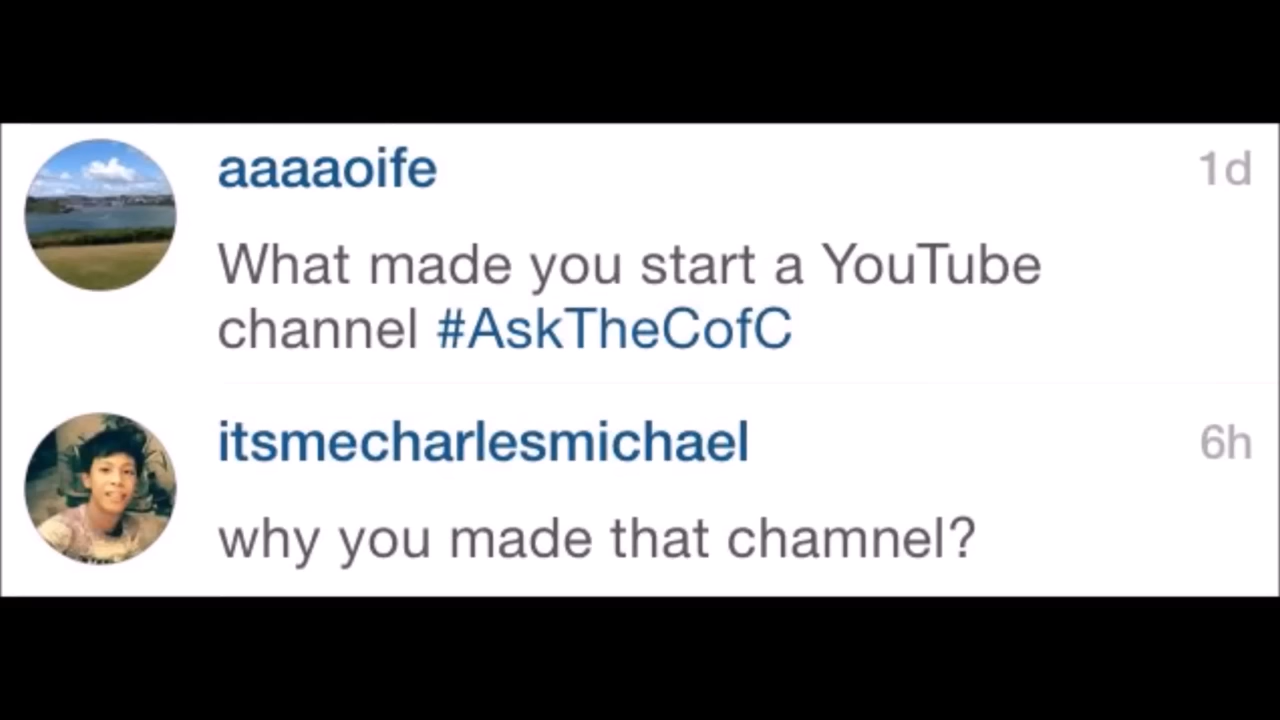 aaaaoife 1d
What made you start a YouTube
channel #AskTheCofC
itsmecharlesmichael 6h
why you made that chamnel?